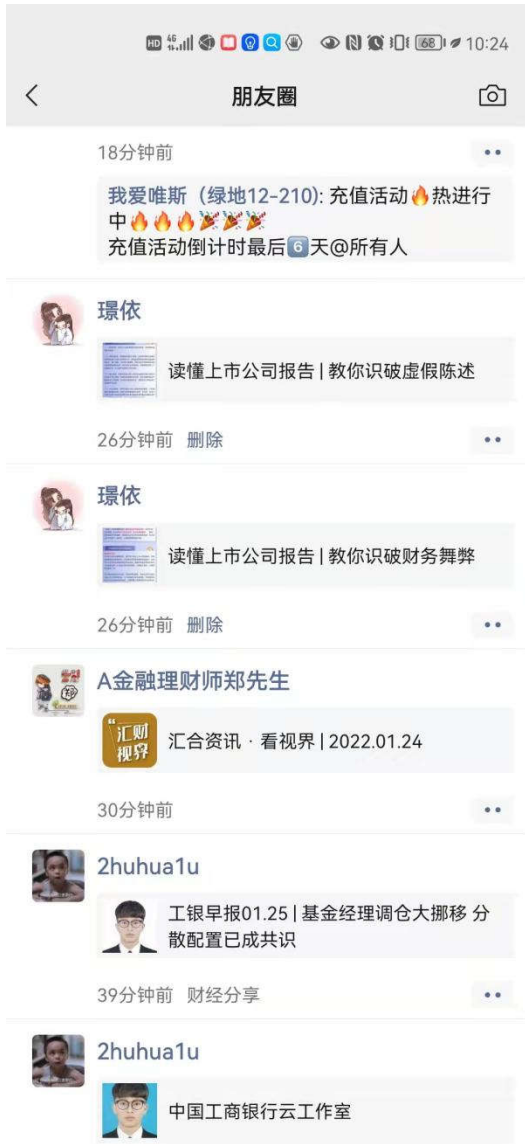 HD 46 68 10:24
朋友圈
18分钟前
我爱唯斯（绿地12-210): 充值活动🔥热进行
中🔥🔥🔥🎉🎉🎉
充值活动倒计时最后6️⃣天@所有人
璟依
读懂上市公司报告 | 教你识破虚假陈述
26分钟前 删除
璟依
读懂上市公司报告 | 教你识破财务舞弊
26分钟前 删除
A金融理财师郑先生
汇财
视界
汇合资讯 · 看视界 | 2022.01.24
30分钟前
2huhua1u
工银早报01.25 | 基金经理调仓大挪移 分
散配置已成共识
39分钟前 财经分享
2huhua1u
中国工商银行云工作室